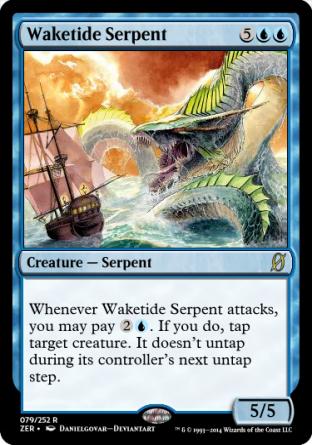 Waketide Serpent 5
Creature — Serpent
Whenever Waketide Serpent attacks,
you may pay 2. If you do, tap
target creature. It doesn't untap
during its controller's next untap
step.
079/252 R
ZER • Danielgovar—Deviantart
™ & © 1993–2014 Wizards of the Coast LLC
5/5